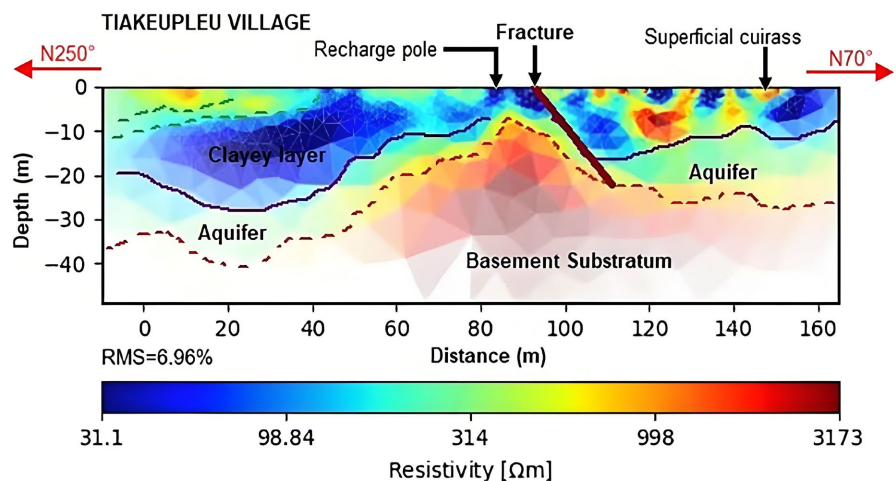 TIAKEUPLEU VILLAGE
Fracture
Recharge pole
Superficial cuirass
N250°
N70°
0
−10
−20
−30
−40
Depth (m)
Clayey layer
Aquifer
Aquifer
Basement Substratum
0 20 40 60 80 100 120 140 160
RMS=6.96%
Distance (m)
31.1 98.84 314 998 3173
Resistivity [Ωm]